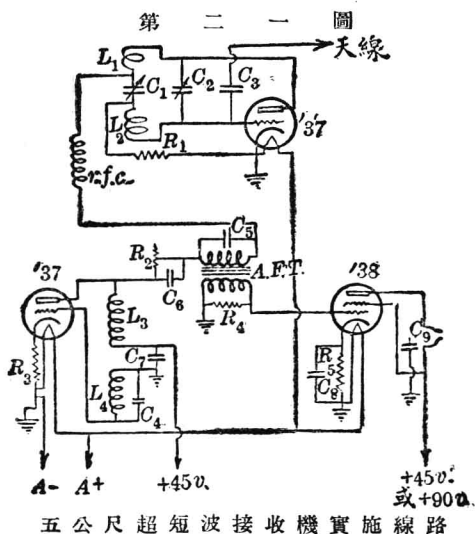 第二一圖
天線
L1
C1
C2
C3
L2
R1
'37
r.f.c.
C5
R2
A.F.T.
'37
C6
'38
L3
R4
C9
R3
C7
R5
L4
C4
C8
A- A+ +45v.
+45v.
或+90v.
五公尺超短波接收機實施線路